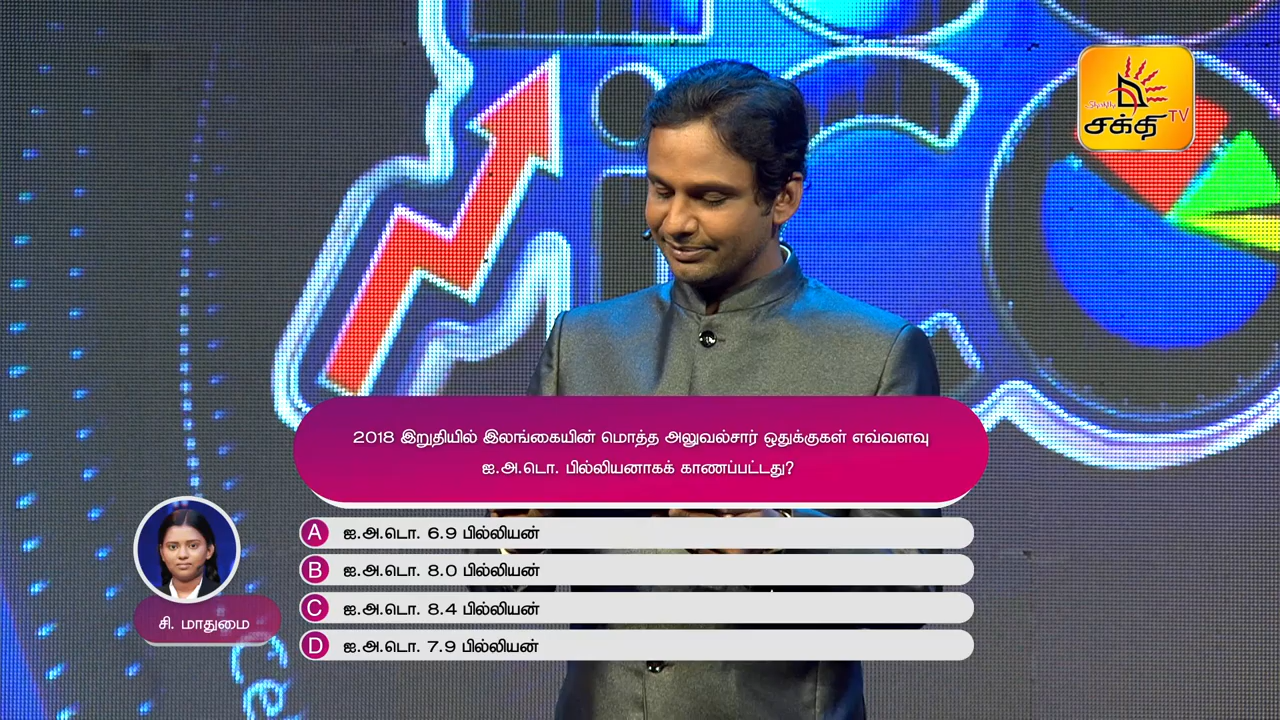 சக்தி TV
2018 இறுதியில் இலங்கையின் மொத்த அலுவல்சார் ஒதுக்குகள் எவ்வளவு
ஐ.அ.டொ. பில்லியனாகக் காணப்பட்டது?
A ஐ.அ.டொ. 6.9 பில்லியன்
B ஐ.அ.டொ. 8.0 பில்லியன்
C ஐ.அ.டொ. 8.4 பில்லியன்
D ஐ.அ.டொ. 7.9 பில்லியன்
சி. மாதுமை